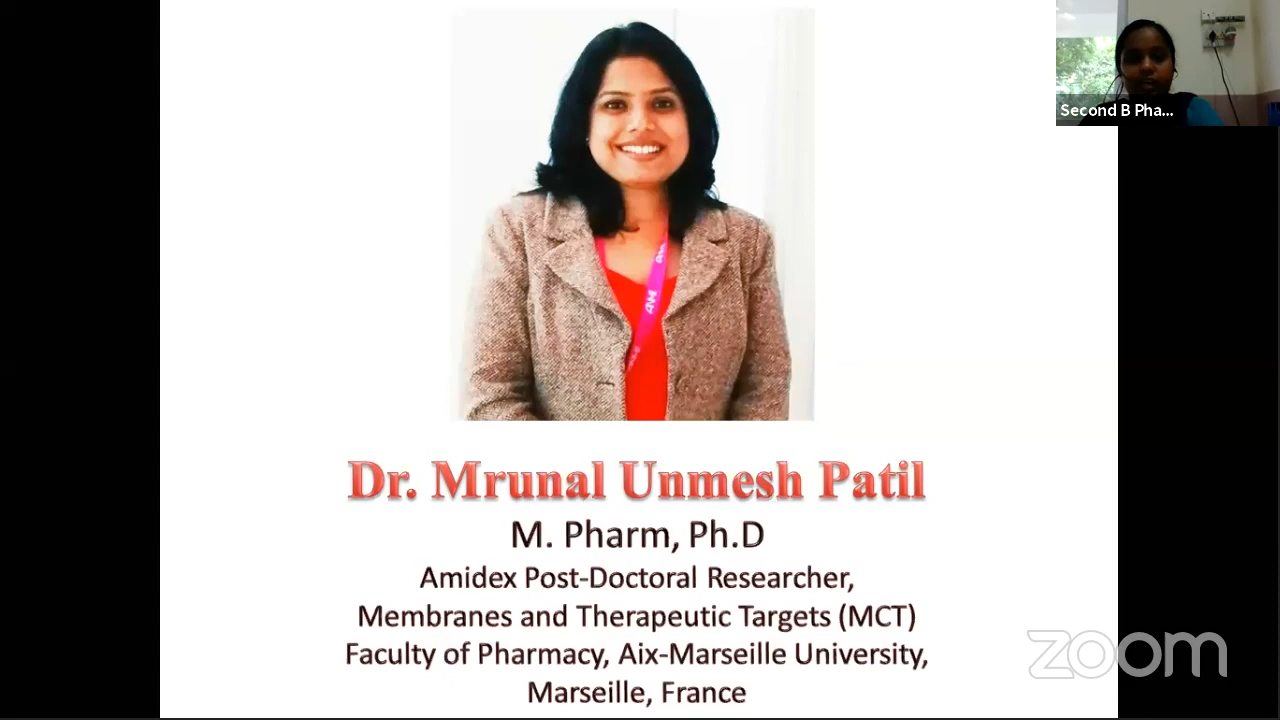 Second B Pha...
Dr. Mrunal Unmesh Patil
M. Pharm, Ph.D
Amidex Post-Doctoral Researcher,
Membranes and Therapeutic Targets (MCT)
Faculty of Pharmacy, Aix-Marseille University,
Marseille, France
zoom